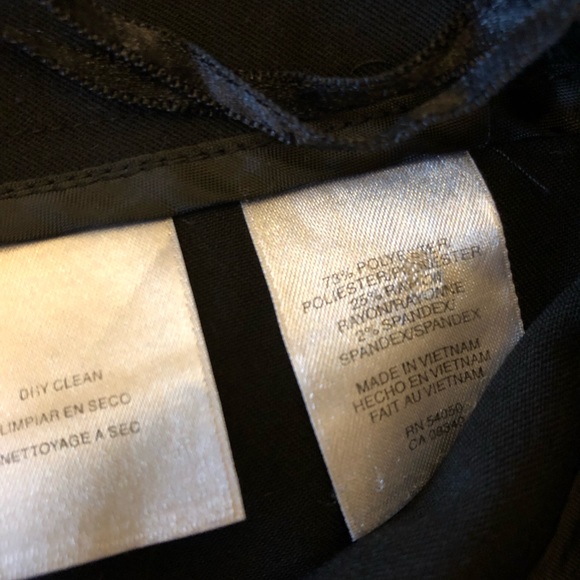 DRY CLEAN
LIMPIAR EN SECO
NETTOYAGE A SEC
73% POLYESTER/
POLIESTER/POLYESTER
25% RAYON/
RAYON/RAYONNE
2% SPANDEX/
SPANDEX/SPANDEX
MADE IN VIETNAM
HECHO EN VIETNAM
FAIT AU VIETNAM
RN 54050
CA